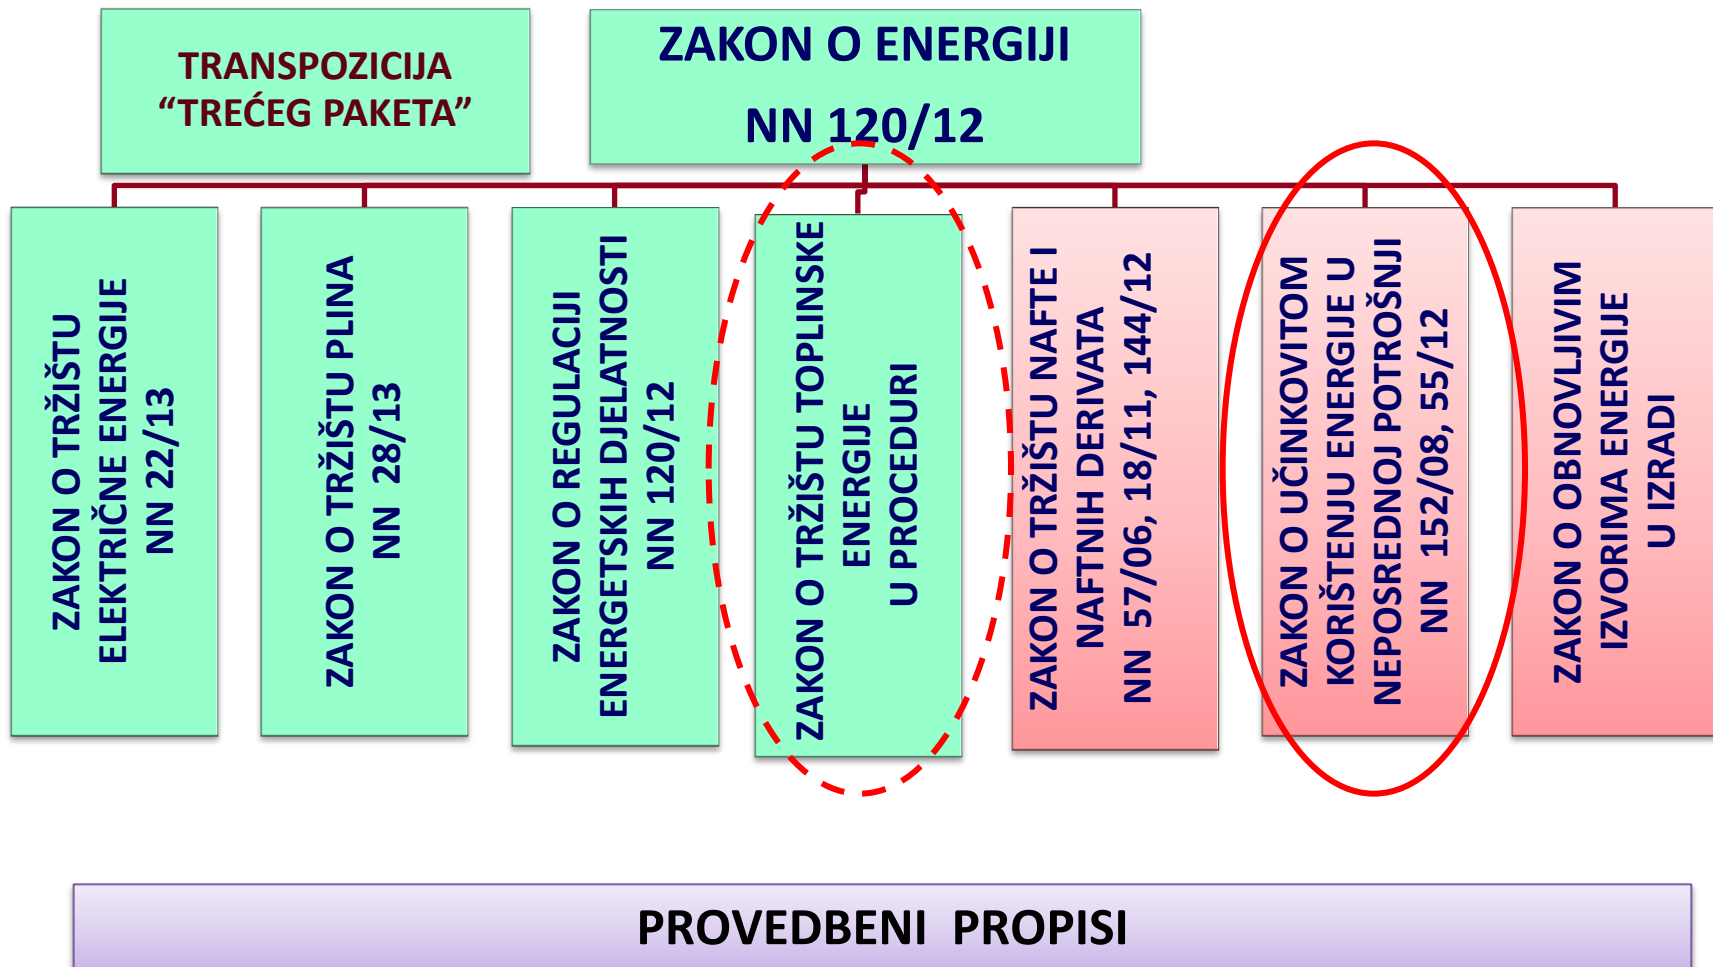 TRANSPOZICIJA
“TREĆEG PAKETA”
ZAKON O ENERGIJI
NN 120/12
ZAKON O TRŽIŠTU
ELEKTRIČNE ENERGIJE
NN 22/13
ZAKON O TRŽIŠTU PLINA
NN 28/13
ZAKON O REGULACIJI
ENERGETSKIH DJELATNOSTI
NN 120/12
ZAKON O TRŽIŠTU TOPLINSKE
ENERGIJE
U PROCEDURI
ZAKON O TRŽIŠTU NAFTE I
NAFTNIH DERIVATA
NN 57/06, 18/11, 144/12
ZAKON O UČINKOVITOM
KORIŠTENJU ENERGIJE U
NEPOSREDNOJ POTROŠNJI
NN 152/08, 55/12
ZAKON O OBNOVLJIVIM
IZVORIMA ENERGIJE
U IZRADI
PROVEDBENI PROPISI